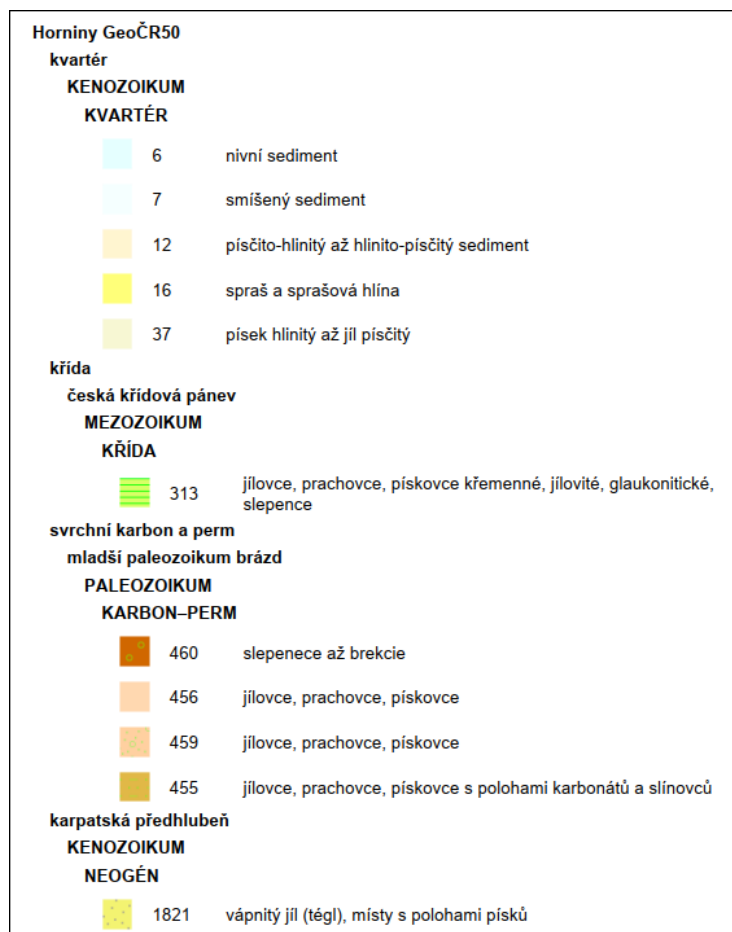 Horniny GeoČR50
kvartér
KENOZOIKUM
KVARTÉR
6 nivní sediment
7 smíšený sediment
12 písčito-hlinitý až hlinito-písčitý sediment
16 spraš a sprašová hlína
37 písek hlinitý až jíl písčitý
křída
česká křídová pánev
MEZOZOIKUM
KŘÍDA
313 jílovce, prachovce, pískovce křemenné, jílovité, glaukonitické,
slepence
svrchní karbon a perm
mladší paleozoikum brázd
PALEOZOIKUM
KARBON–PERM
460 slepenece až brekcie
456 jílovce, prachovce, pískovce
459 jílovce, prachovce, pískovce
455 jílovce, prachovce, pískovce s polohami karbonátů a slínovců
karpatská předhlubeň
KENOZOIKUM
NEOGÉN
1821 vápnitý jíl (tégl), místy s polohami písků